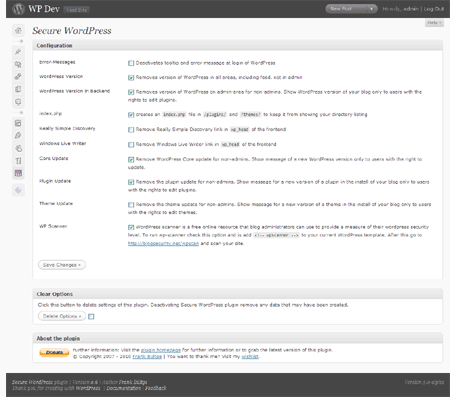 WP Dev
Visit Site
New Post
Howdy, admin | Log Out
Help
Secure WordPress
Configuration
Error-Messages
Deactivates tooltip and error message at login of WordPress
WordPress Version
Removes version of WordPress in all areas, including feed, not in admin
WordPress Version in Backend
Removes version of WordPress on admin area for non-admins. Show WordPress version of your blog only to users with the
rights to edit plugins.
index.php
creates an index.php file in /plugins/ and /themes/ to keep it from showing your directory listing
Really Simple Discovery
Remove Really Simple Discovery link in wp_head of the frontend
Windows Live Writer
Remove Windows Live Writer link in wp_head of the frontend
Core Update
Remove WordPress Core update for non-admins. Show message of a new WordPress version only to users with the right to
update.
Plugin Update
Remove the plugin update for non-admins. Show message for a new version of a plugin in the install of your blog only to users
with the rights to edit plugins.
Theme Update
Remove the theme update for non-admins. Show message for a new version of a theme in the install of your blog only to users
with the rights to edit themes.
WP Scanner
WordPress scanner is a free online resource that blog administrators can use to provide a measure of their wordpress security
level. To run wp-scanner check this option and is add <!-- wpscanner --> to your current WordPress template. After this go to
http://blogsecurity.net/wpscan and scan your site.
Save Changes »
Clear Options
Click this button to delete settings of this plugin. Deactivating Secure WordPress plugin remove any data that may have been created.
Delete Options »
About the plugin
Donate
Further information: Visit the plugin homepage for further information or to grab the latest version of this plugin.
© Copyright 2007 - 2010 Frank Bültge | You want to thank me? Visit my wishlist.
Secure WordPress plugin | Version | Author Frank Bültge
Thank you for creating with WordPress. | Documentation | Feedback
Version 3.0-alpha